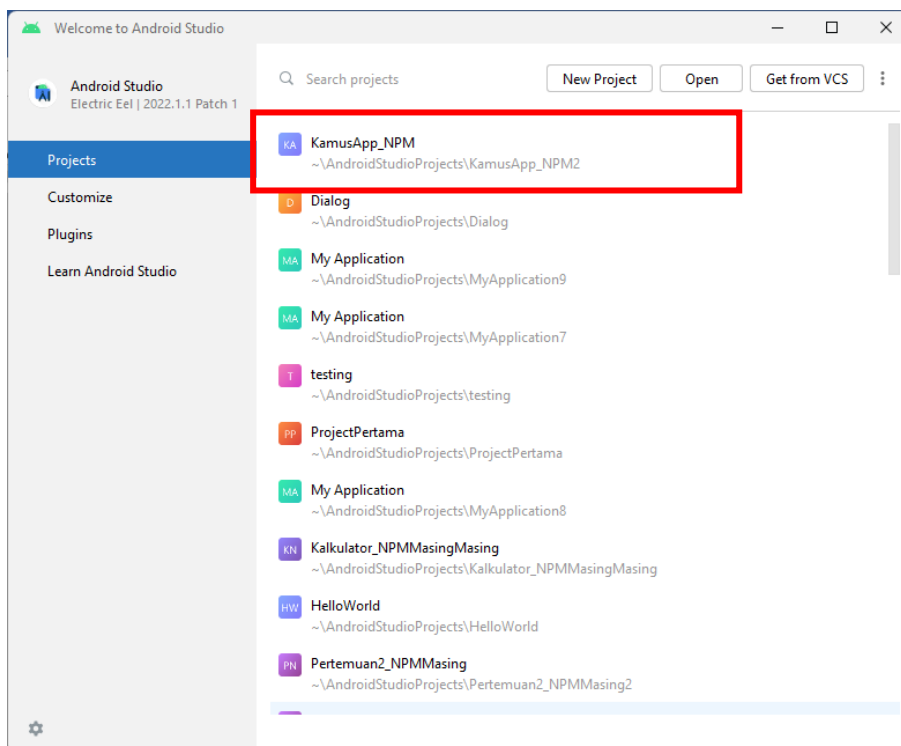 Welcome to Android Studio
Android Studio
Electric Eel | 2022.1.1 Patch 1
Projects
Customize
Plugins
Learn Android Studio
Search projects
New Project
Open
Get from VCS
KA
KamusApp_NPM
~\AndroidStudioProjects\KamusApp_NPM2
D
Dialog
~\AndroidStudioProjects\Dialog
MA
My Application
~\AndroidStudioProjects\MyApplication9
MA
My Application
~\AndroidStudioProjects\MyApplication7
T
testing
~\AndroidStudioProjects\testing
PP
ProjectPertama
~\AndroidStudioProjects\ProjectPertama
MA
My Application
~\AndroidStudioProjects\MyApplication8
KN
Kalkulator_NPMMasingMasing
~\AndroidStudioProjects\Kalkulator_NPMMasingMasing
HW
HelloWorld
~\AndroidStudioProjects\HelloWorld
PN
Pertemuan2_NPMMasing
~\AndroidStudioProjects\Pertemuan2_NPMMasing2